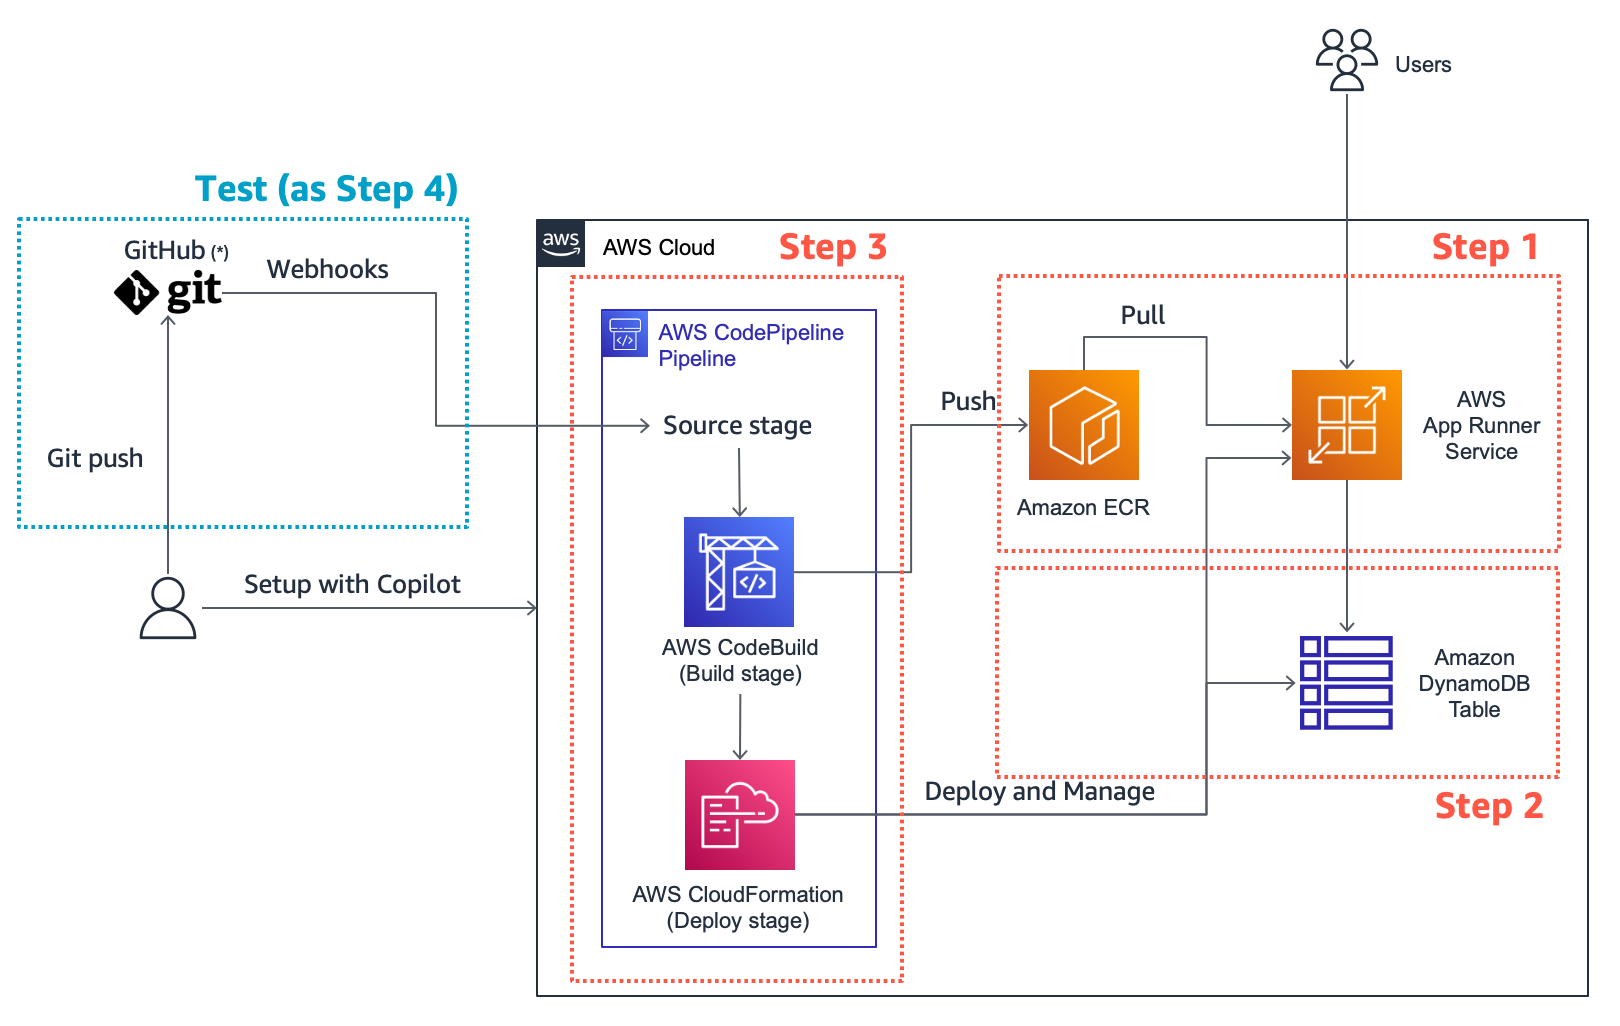 Users
Test (as Step 4)
GitHub (*)
git
Webhooks
Git push
Setup with Copilot
aws
AWS Cloud
Step 3
AWS CodePipeline
Pipeline
</>
Source stage
</>
AWS CodeBuild
(Build stage)
AWS CloudFormation
(Deploy stage)
Push
Step 1
Pull
Amazon ECR
AWS
App Runner
Service
Amazon
DynamoDB
Table
Deploy and Manage
Step 2